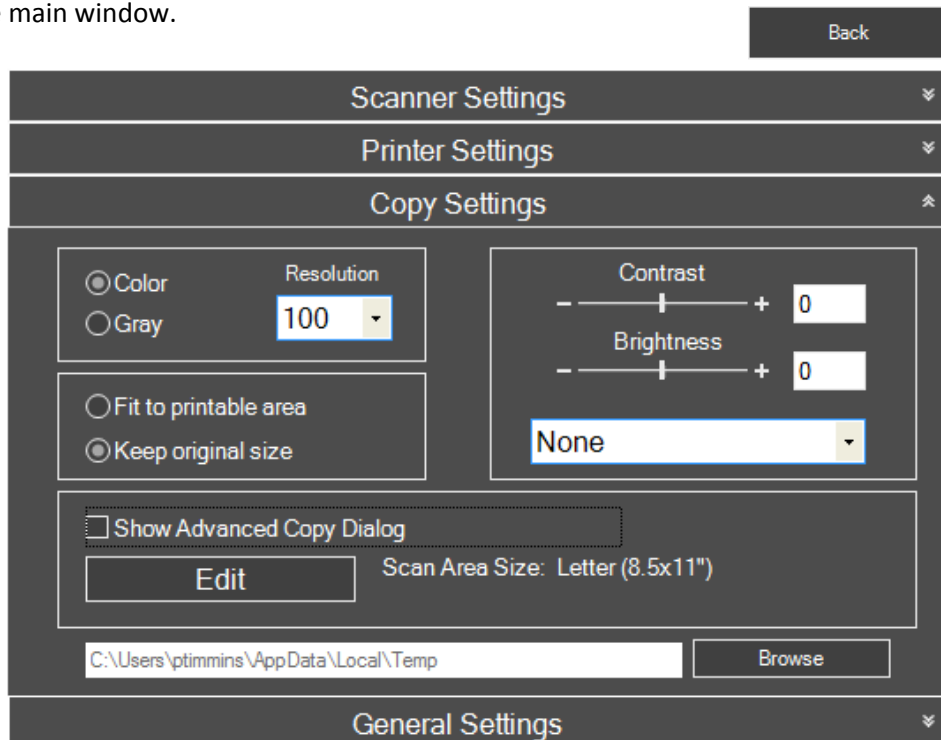 main window.
Back
Scanner Settings
Printer Settings
Copy Settings
Color
Resolution
100
Gray
Contrast
- + 0
Brightness
- + 0
Fit to printable area
Keep original size
None
Show Advanced Copy Dialog
Edit
Scan Area Size: Letter (8.5x11")
C:\Users\ptimmins\AppData\Local\Temp
Browse
General Settings